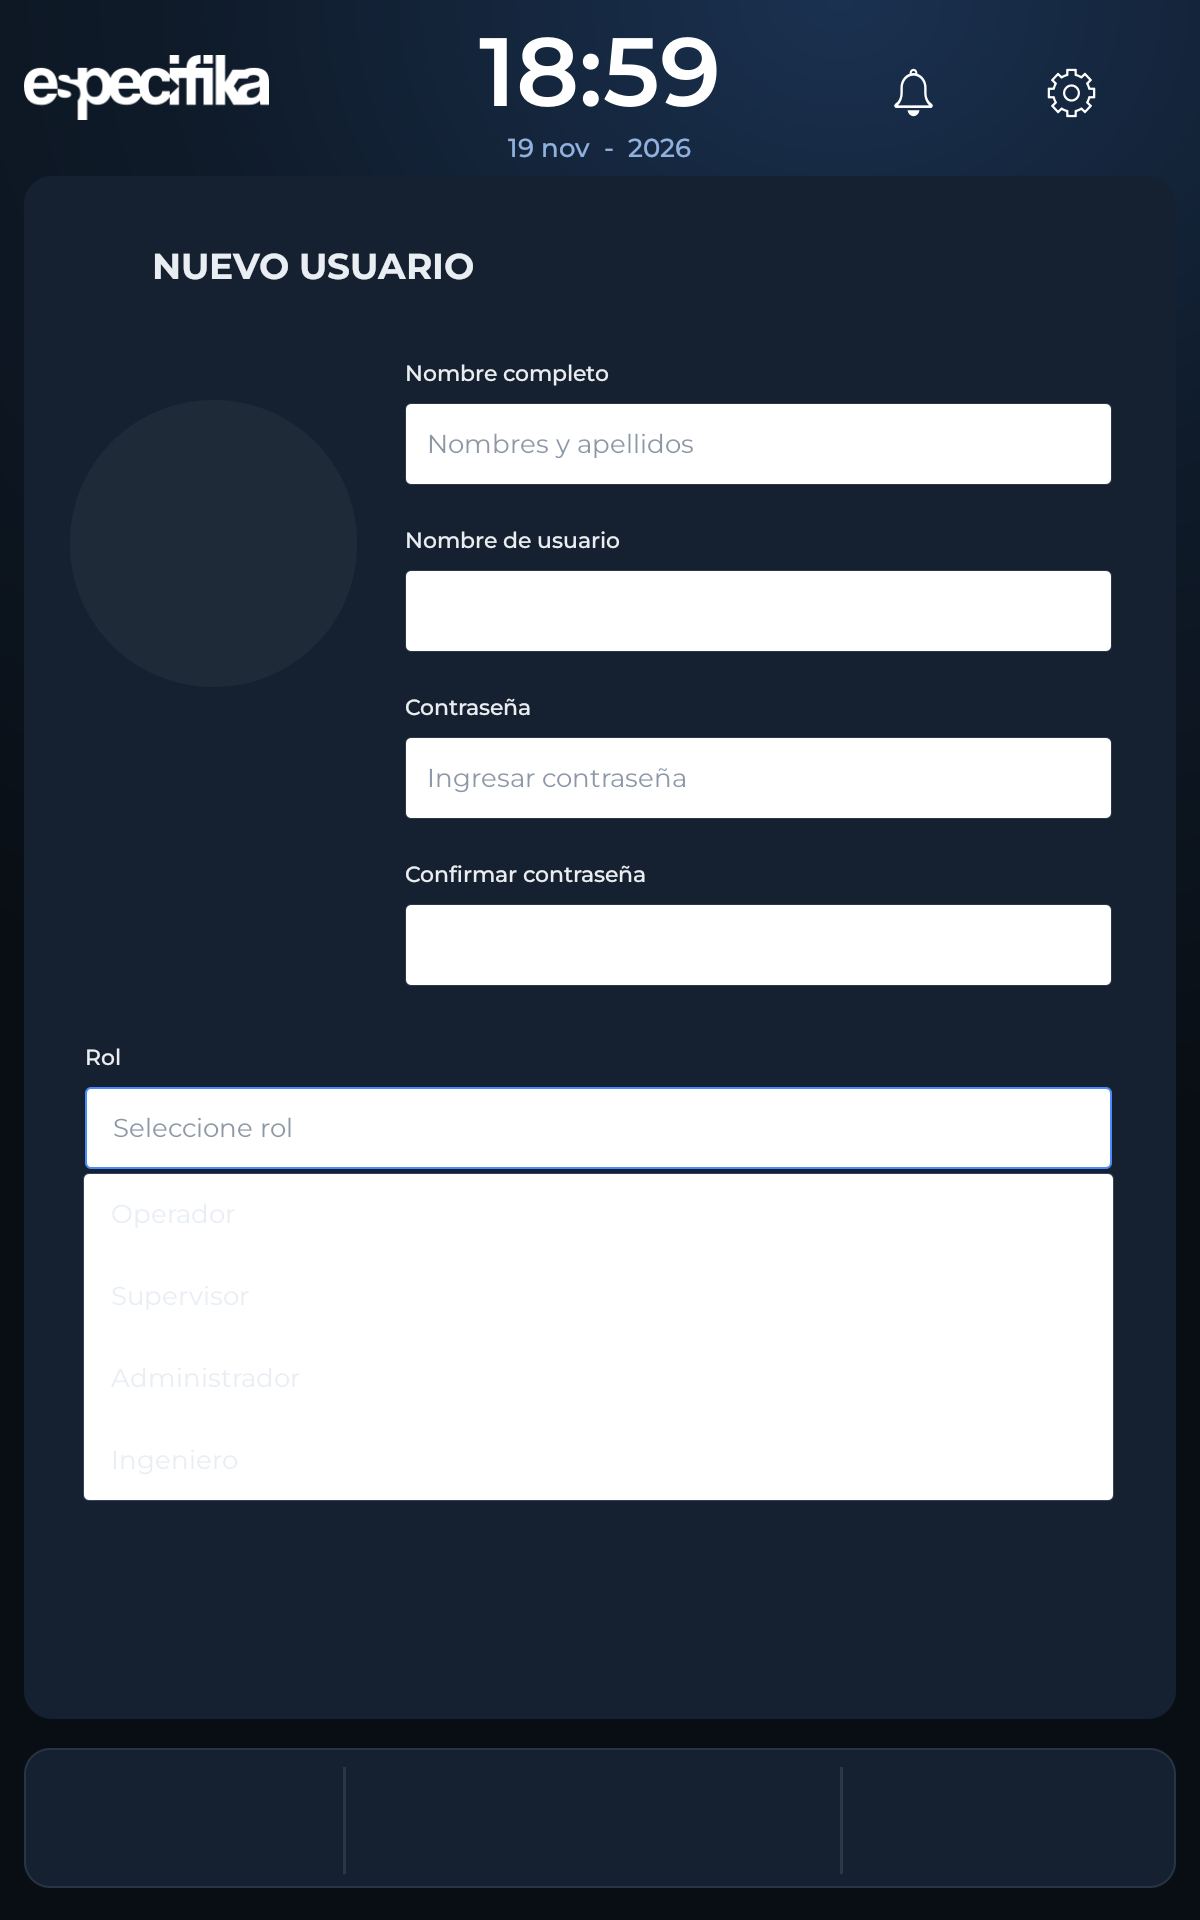 especifika
18:59
19 nov - 2026
NUEVO USUARIO
Nombre completo
Nombres y apellidos
Nombre de usuario
Contraseña
Ingresar contraseña
Confirmar contraseña
Rol
Seleccione rol
Operador
Supervisor
Administrador
Ingeniero